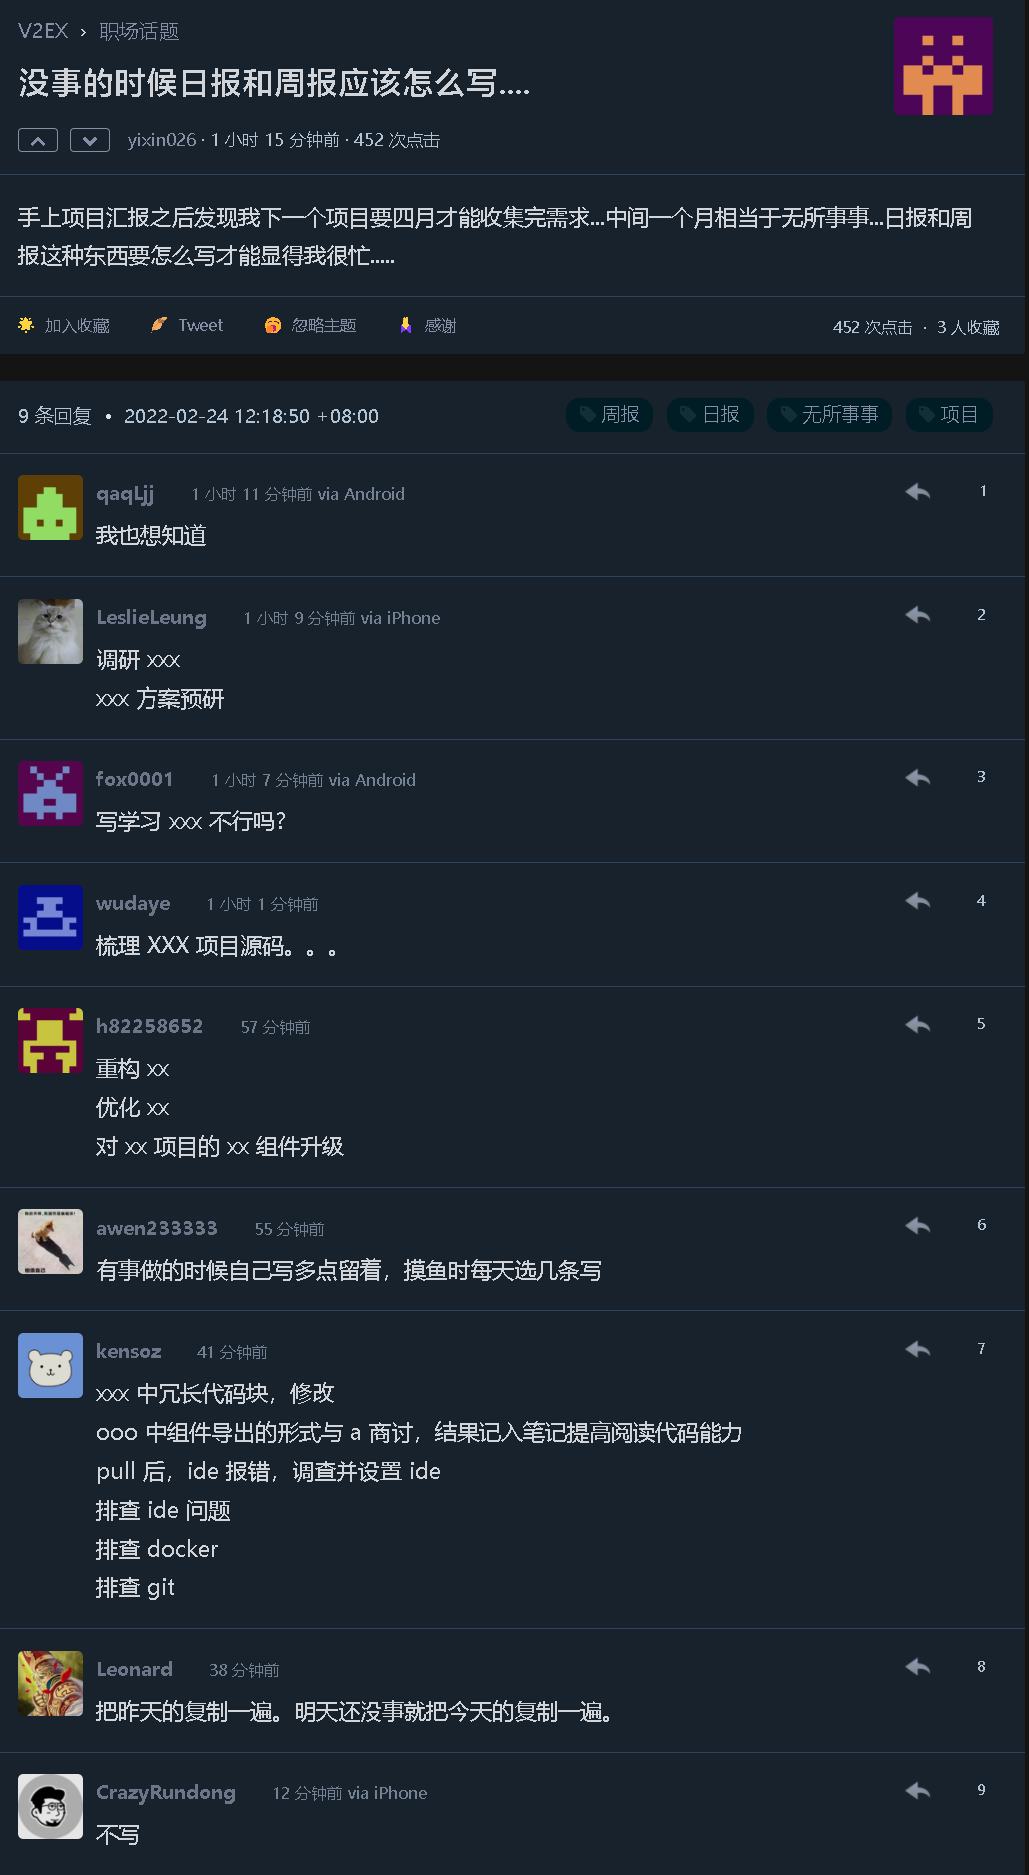 V2EX › 职场话题
没事的时候日报和周报应该怎么写....
yixin026 · 1 小时 15 分钟前 · 452 次点击
手上项目汇报之后发现我下一个项目要四月才能收集完需求...中间一个月相当于无所事事...日报和周
报这种东西要怎么写才能显得我很忙.....
加入收藏 Tweet 忽略主题 感谢 452 次点击 · 3 人收藏
9 条回复 • 2022-02-24 12:18:50 +08:00 周报 日报 无所事事 项目
qaqLjj 1 小时 11 分钟前 via Android 1
我也想知道
LeslieLeung 1 小时 9 分钟前 via iPhone 2
调研 xxx
xxx 方案预研
fox0001 1 小时 7 分钟前 via Android 3
写学习 xxx 不行吗?
wudaye 1 小时 1 分钟前 4
梳理 XXX 项目源码。。。
h82258652 57 分钟前 5
重构 xx
优化 xx
对 xx 项目的 xx 组件升级
awen233333 55 分钟前 6
有事做的时候自己写多点留着，摸鱼时每天选几条写
kensoz 41 分钟前 7
xxx 中冗长代码块，修改
ooo 中组件导出的形式与 a 商讨，结果记入笔记提高阅读代码能力
pull 后，ide 报错，调查并设置 ide
排查 ide 问题
排查 docker
排查 git
Leonard 38 分钟前 8
把昨天的复制一遍。明天还没事就把今天的复制一遍。
CrazyRundong 12 分钟前 via iPhone 9
不写